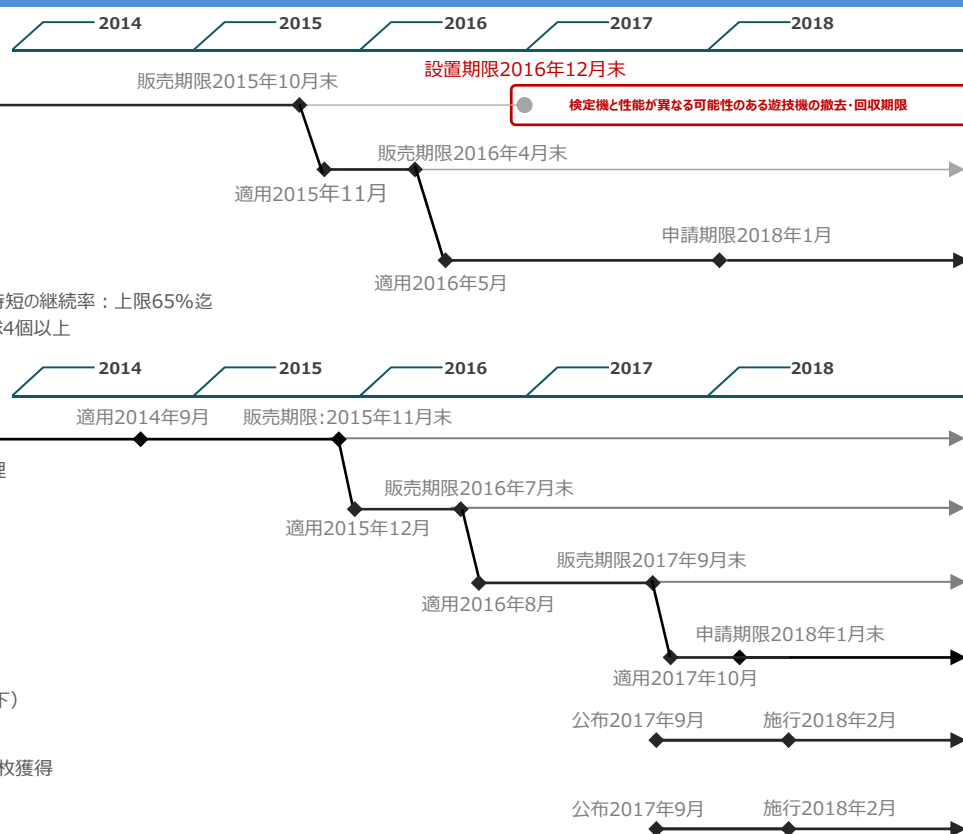 2014 2015 2016 2017 2018
設置期限2016年12月末
販売期限2015年10月末
検定機と性能が異なる可能性のある遊技機の撤去・回収期限
販売期限2016年4月末
適用2015年11月
申請期限2018年1月
適用2016年5月
短の継続率：上限65%迄
4個以上
2014 2015 2016 2017 2018
適用2014年9月 販売期限:2015年11月末
販売期限2016年7月末
適用2015年12月
販売期限2017年9月末
適用2016年8月
申請期限2018年1月末
適用2017年10月
下）
公布2017年9月 施行2018年2月
枚獲得
公布2017年9月 施行2018年2月